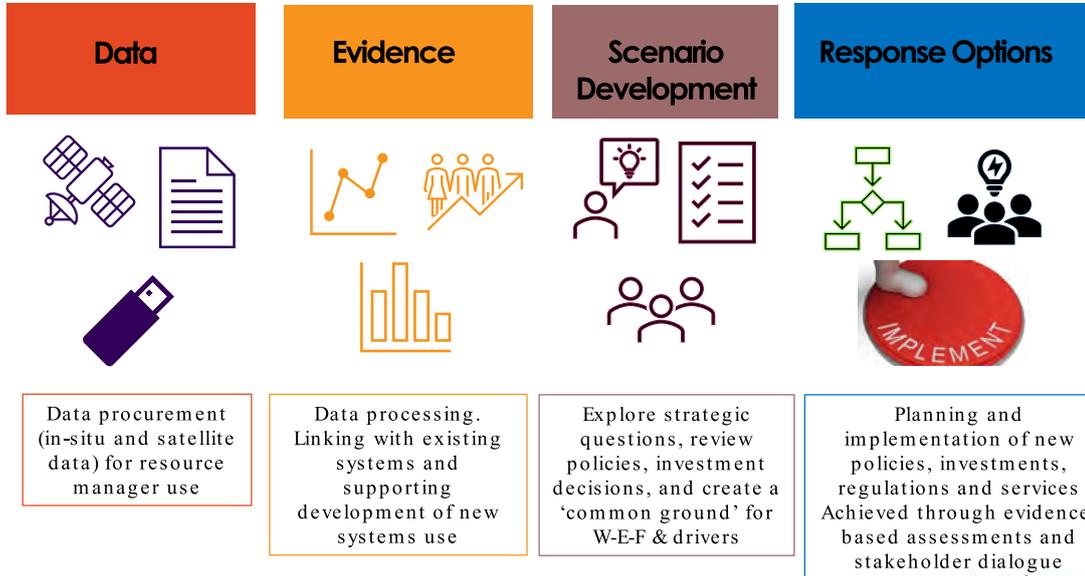 Data
Evidence
Scenario
Development
Response Options
IMPLEMENT
Data procurement
(in-situ and satellite
data) for resource
manager use
Data processing.
Linking with existing
systems and
supporting
development of new
systems use
Explore strategic
questions, review
policies, investment
decisions, and create a
‘common ground’ for
W-E-F & drivers
Planning and
implementation of new
policies, investments,
regulations and services
Achieved through evidence
based assessments and
stakeholder dialogue